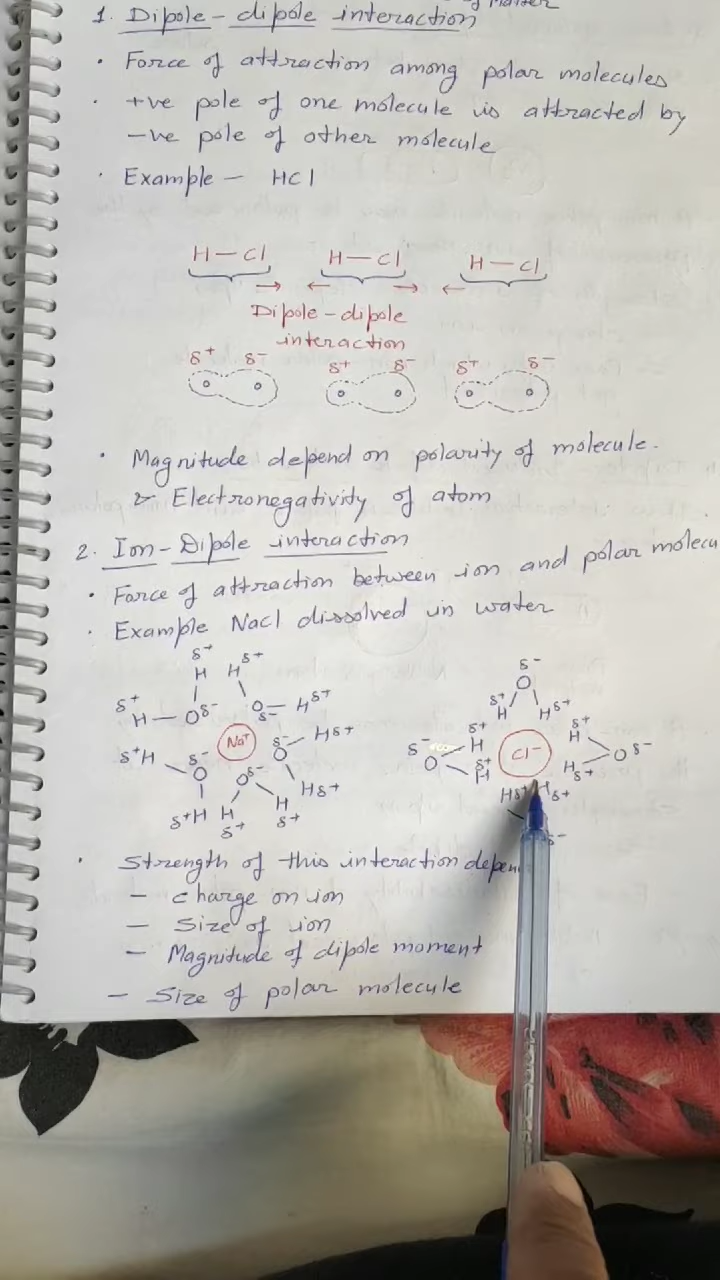 Matter
1. Dipole-dipole interaction
• Force of attraction among polar molecules
• +ve pole of one molecule is attracted by
-ve pole of other molecule
• Example - HCl
H-Cl H-Cl H-Cl
→ ← → ←
Dipole-dipole
interaction
δ+ δ- δ+ δ- δ+ δ-
• Magnitude depend on polarity of molecule.
& Electronegativity of atom
2. Ion-Dipole interaction
• Force of attraction between ion and polar molecu
• Example NaCl dissolved in water
δ+ H H δ+
δ+ H - O δ- O δ- H δ+
δ+ H O δ- Na+ δ- O H δ+
H δ+
O δ-
δ+ H H δ+ H δ+
δ- O
δ+ H H δ+
δ- O H δ+ H δ+ Cl- H δ+ H δ+ O δ-
H δ+ H δ+
δ-
• Strength of this interaction depen
- charge on ion
- Size of ion
- Magnitude of dipole moment
- Size of polar molecule